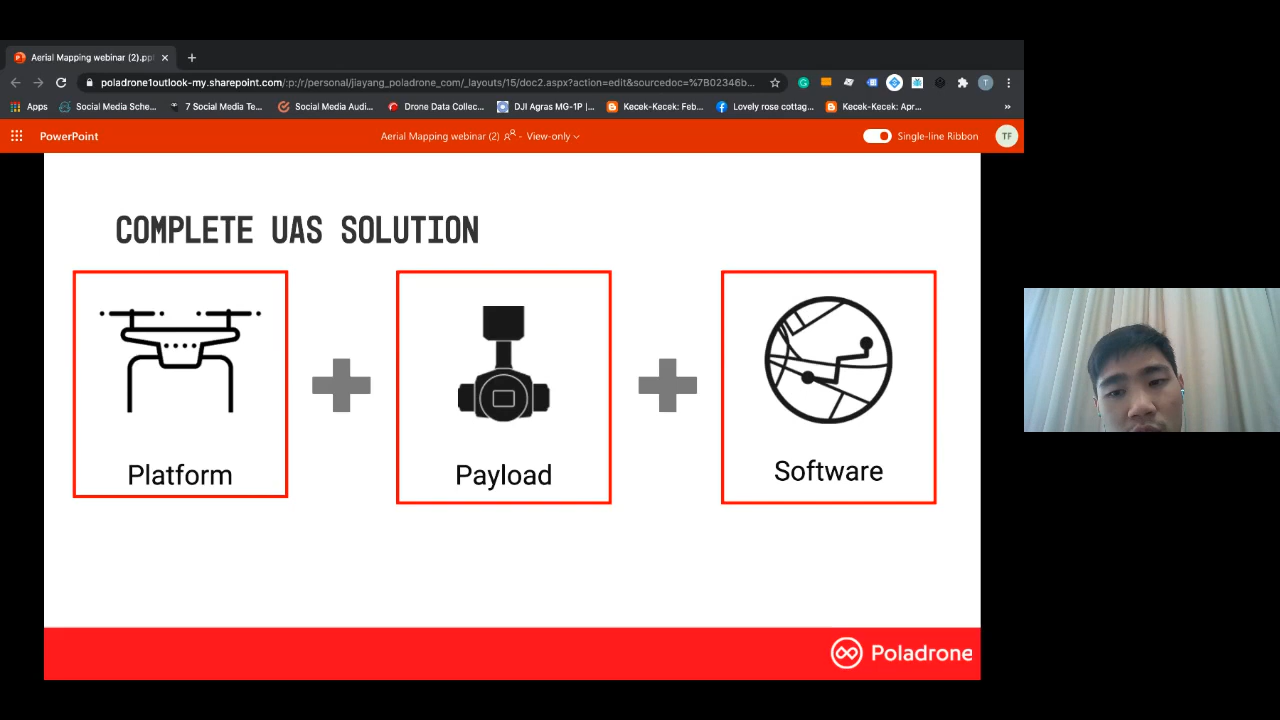 Aerial Mapping webinar (2).pp
poladrone1outlook-my.sharepoint.com/:p:/r/personal/jiayang_poladrone_com/_layouts/15/doc2.aspx?action=edit&sourcedoc=%7B02346b... T
Apps Social Media Sche... 7 Social Media Te... Social Media Audi... Drone Data Collec... DJI Agras MG-1P |... Kecek-Kecek: Feb... Lovely rose cottag... Kecek-Kecek: Apr... »
PowerPoint Aerial Mapping webinar (2) - View-only Single-line Ribbon TF
COMPLETE UAS SOLUTION
Platform Payload Software
Poladrone